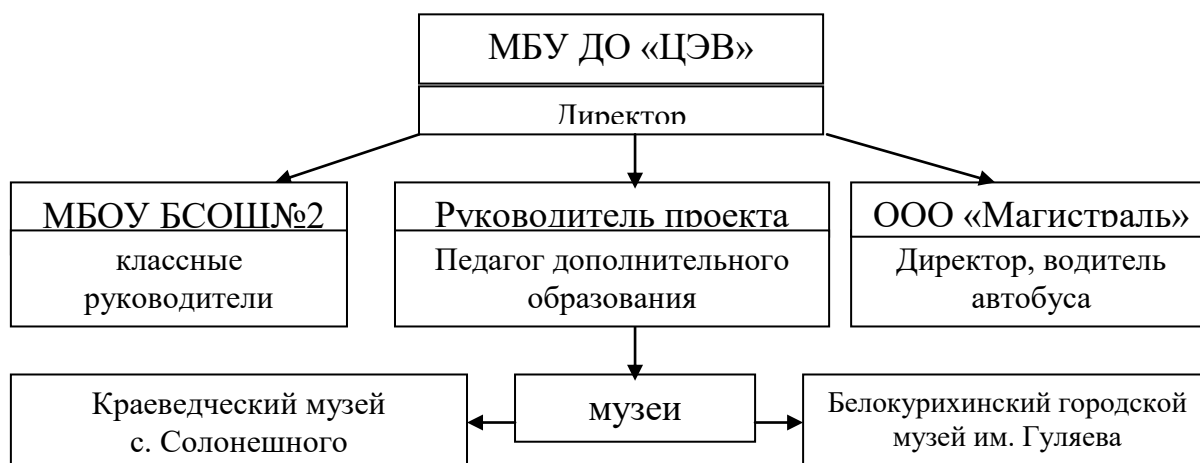 МБУ ДО «ЦЭВ»
Директор
МБОУ БСОШ№2
классные
руководители
Руководитель проекта
Педагог дополнительного
образования
ООО «Магистраль»
Директор, водитель
автобуса
Краеведческий музей
с. Солонешного
музеи
Белокурихинский городской
музей им. Гуляева